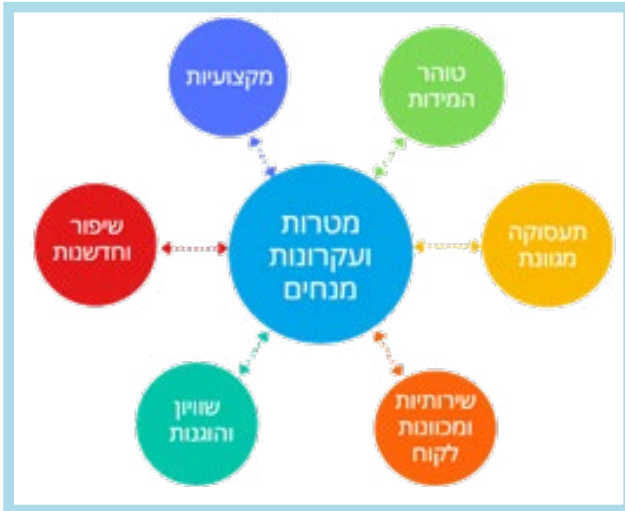 מטרות
ועקרונות
מנחים
טוהר
המידות
תעסוקה
מגוונת
שירותיות
ומכוונות
לקוח
שוויון
והוגנות
שיפור
וחדשנות
מקצועיות